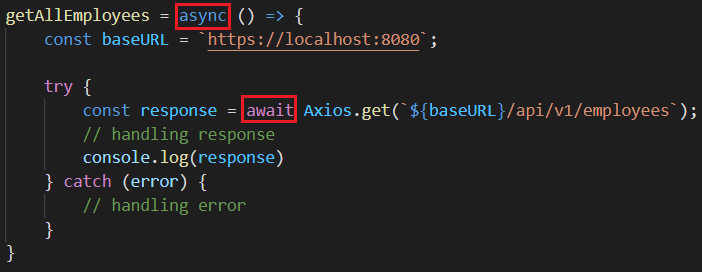 getAllEmployees = async () => {
    const baseURL = `https://localhost:8080`;
    try {
        const response = await Axios.get(`${baseURL}/api/v1/employees`);
        // handling response
        console.log(response)
    } catch (error) {
        // handling error
    }
}